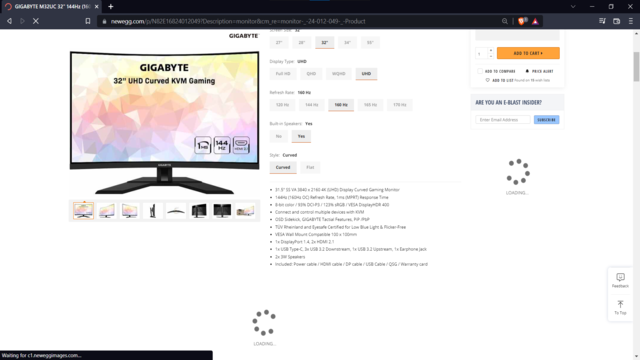 GIGABYTE M32UC 32" 144Hz (16
newegg.com/p/N82E16824012049?Description=monitor&cm_re=monitor-_-24-012-049-_-Product
GIGABYTE
GIGABYTE
32" UHD Curved KVM Gaming
1ms
144 Hz
GIGABYTE
27"
28"
32"
34"
Display Type: UHD
Full HD
QHD
WQHD
UHD
Refresh Rate: 160 Hz
120 Hz
144 Hz
160 Hz
165 Hz
170 Hz
Built-in Speakers: Yes
No
Yes
Style: Curved
Curved
Flat
• 31.5" SS VA 3840 x 2160 4K (UHD) Display Curved Gaming Monitor
• 144Hz (160Hz OC) Refresh Rate, 1ms (MPRT) Response Time
• 8-bit color / 93% DCI-P3 / 123% sRGB / VESA DisplayHDR 400
• Connect and control multiple devices with KVM
• OSD Sidekick, GIGABYTE Tactical Features, PIP /PBP
• TÜV Rheinland and Eyesafe Certified for Low Blue Light & Flicker-Free
• VESA Wall Mount Compatible 100 x 100mm
• 1x DisplayPort 1.4, 2x HDMI 2.1
• 1x USB Type-C, 3x USB 3.2 Downstream, 1x USB 3.2 Upstream, 1x Earphone Jack
• 2x 3W Speakers
• Included: Power cable / HDMI cable / DP cable / USB Cable / QSG / Warranty card
1
ADD TO CART
ADD TO COMPARE
PRICE ALERT
ADD TO LIST
ARE YOU AN E-BLAST INSIDER?
Enter Email Address
SUBSCRIBE
LOADING...
Feedback
To Top
LOADING...
Waiting for c1.neweggimages.com...